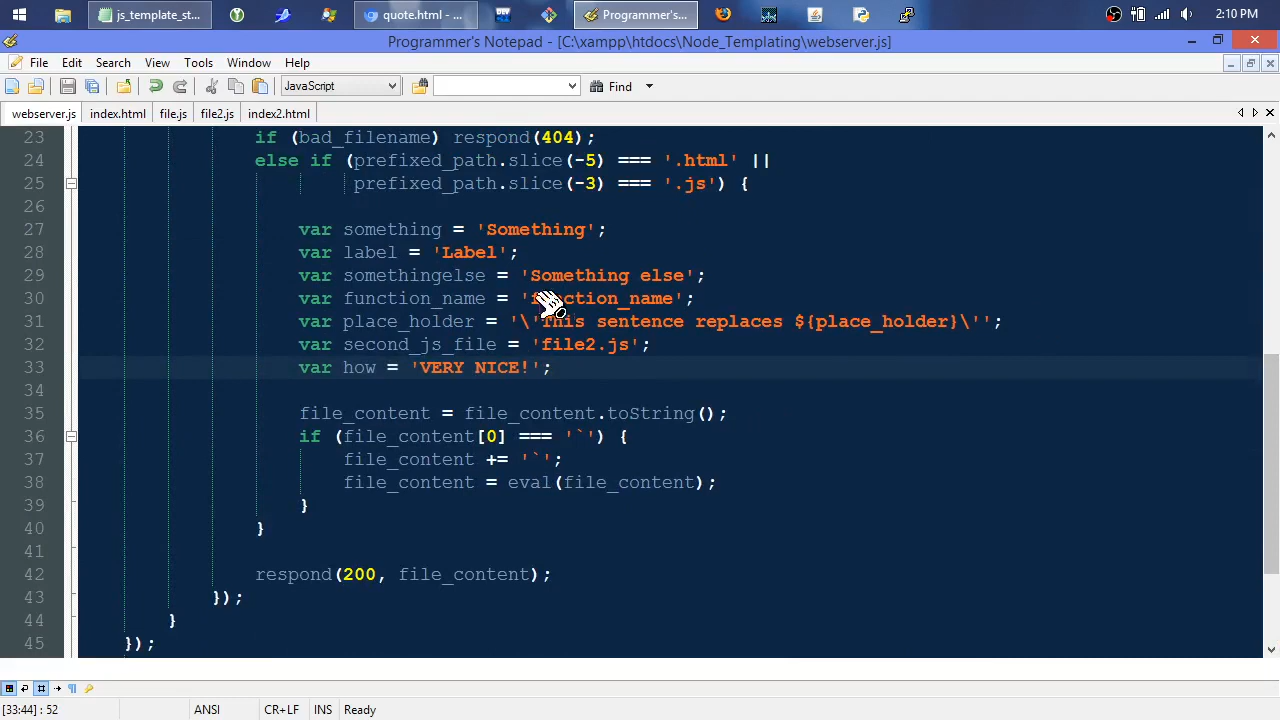 js_template_st...
quote.html - ...
DEV
Programmer's...
2:10 PM
Programmer's Notepad - [C:\xampp\htdocs\Node_Templating\webserver.js]
File Edit Search View Tools Window Help
JavaScript Find
webserver.js index.html file.js file2.js index2.html
23 if (bad_filename) respond(404);
24 else if (prefixed_path.slice(-5) === '.html' ||
25 prefixed_path.slice(-3) === '.js') {
26
27 var something = 'Something';
28 var label = 'Label';
29 var somethingelse = 'Something else';
30 var function_name = 'function_name';
31 var place_holder = '\'This sentence replaces ${place_holder}\'';
32 var second_js_file = 'file2.js';
33 var how = 'VERY NICE!';
34
35 file_content = file_content.toString();
36 if (file_content[0] === '`') {
37 file_content += '`';
38 file_content = eval(file_content);
39 }
40 }
41
42 respond(200, file_content);
43 });
44 }
45 });
[33:44] : 52 ANSI CR+LF INS Ready